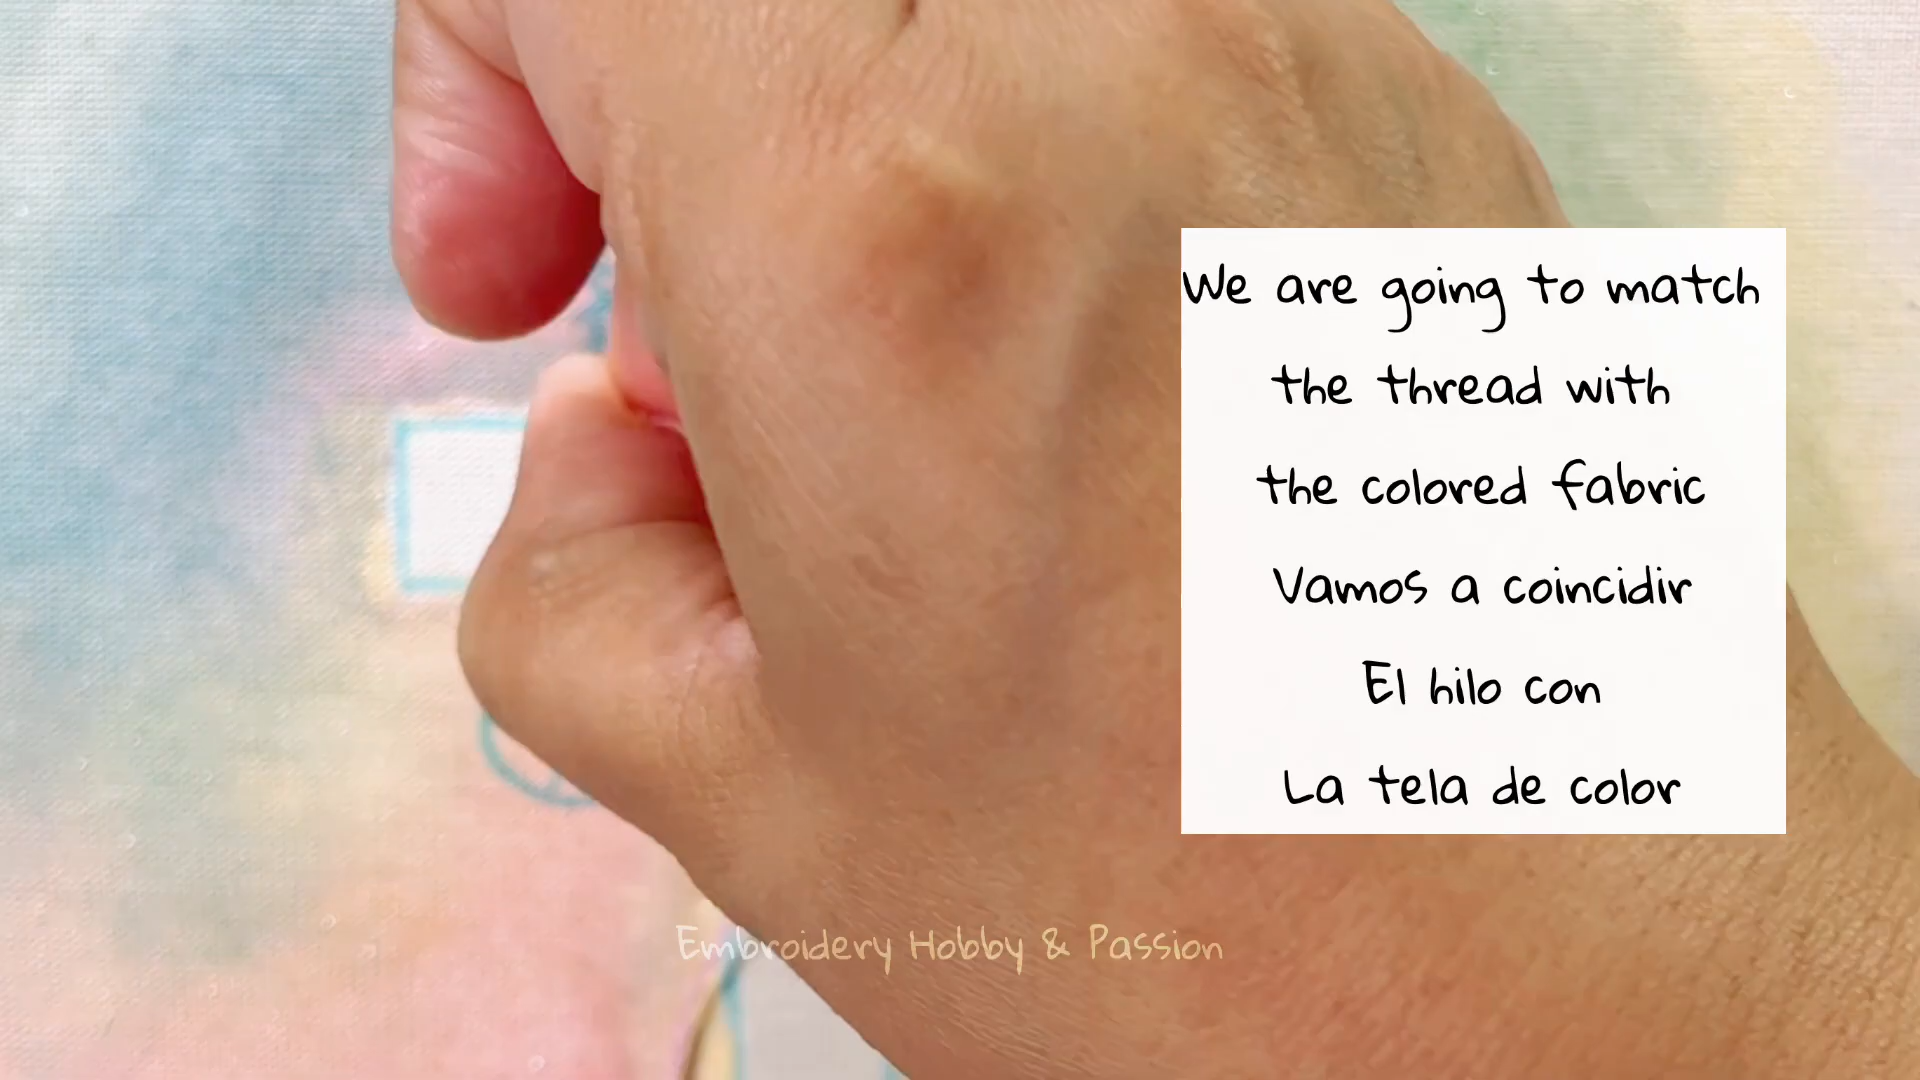 We are going to match
the thread with
the colored fabric
Vamos a coincidir
El hilo con
La tela de color
Embroidery Hobby & Passion